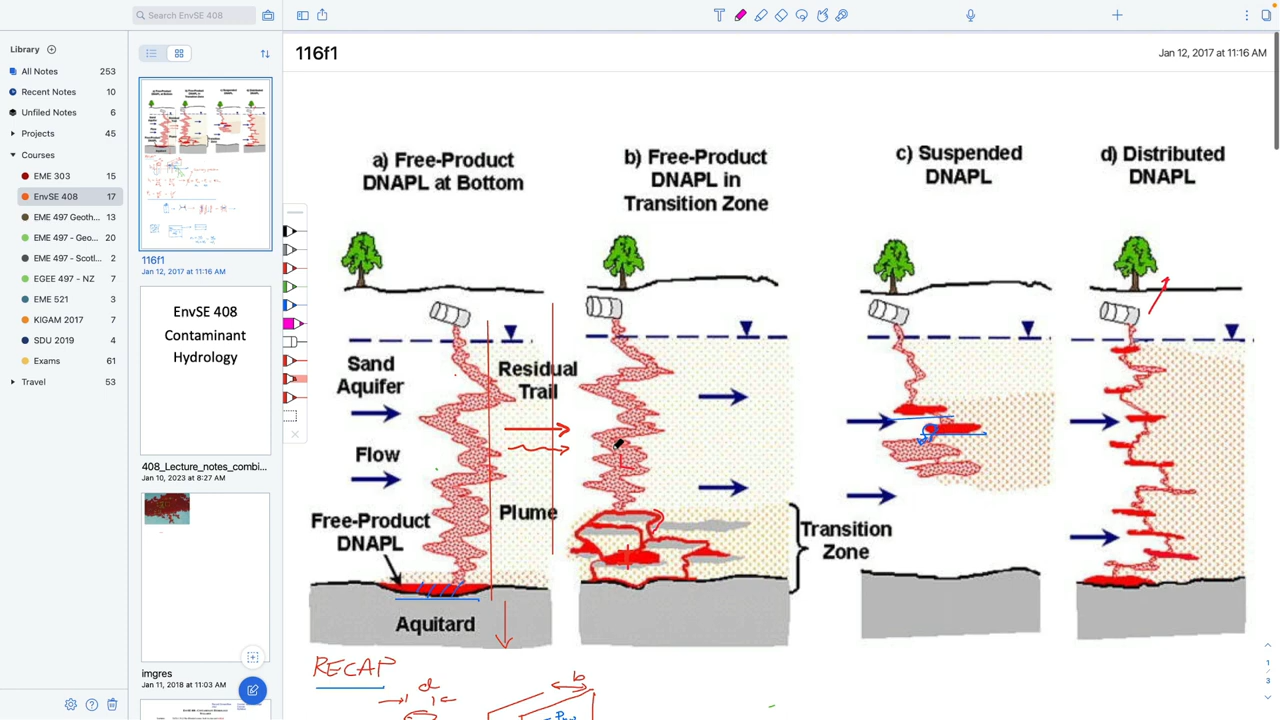 Search EnvSE 408
Library
All Notes 253
Recent Notes 10
Unfiled Notes 6
Projects 45
Courses
EME 303 15
EnvSE 408 17
EME 497 Geoth... 13
EME 497 - Geo... 20
EME 497 - Scotl... 2
EGEE 497 - NZ 7
EME 521 3
KIGAM 2017 7
SDU 2019 4
Exams 61
Travel 53
116f1
Jan 12, 2017 at 11:16 AM
EnvSE 408
Contaminant
Hydrology
408_Lecture_notes_combi...
Jan 10, 2023 at 8:27 AM
imgres
Jan 11, 2018 at 11:03 AM
116f1
Jan 12, 2017 at 11:16 AM
a) Free-Product
DNAPL at Bottom
b) Free-Product
DNAPL in
Transition Zone
c) Suspended
DNAPL
d) Distributed
DNAPL
Sand
Aquifer
Residual
Trail
Flow
Plume
Free-Product
DNAPL
Transition
Zone
Aquitard
RECAP
d
b
1
3